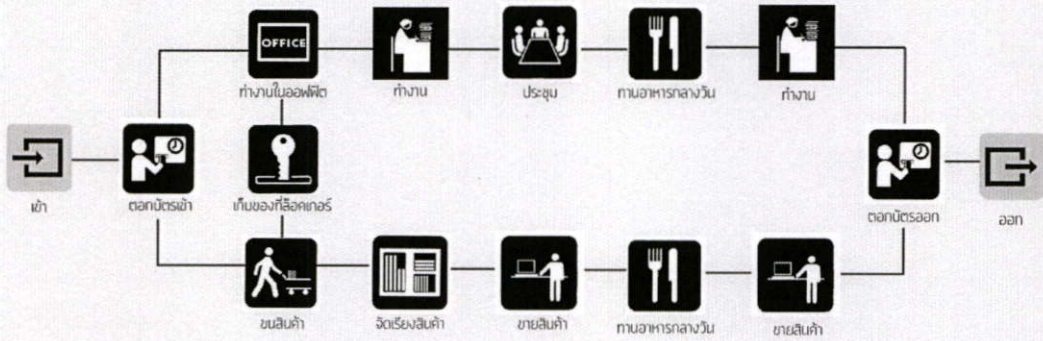 OFFICE
ทำงานในออฟฟิต
ทำงาน
ประชุม
ทานอาหารกลางวัน
ทำงาน
เข้า
ตอกบัตรเข้า
เก็บของที่ล็อคเกอร์
ตอกบัตรออก
ออก
ขนสินค้า
จัดเรียงสินค้า
ขายสินค้า
ทานอาหารกลางวัน
ขายสินค้า